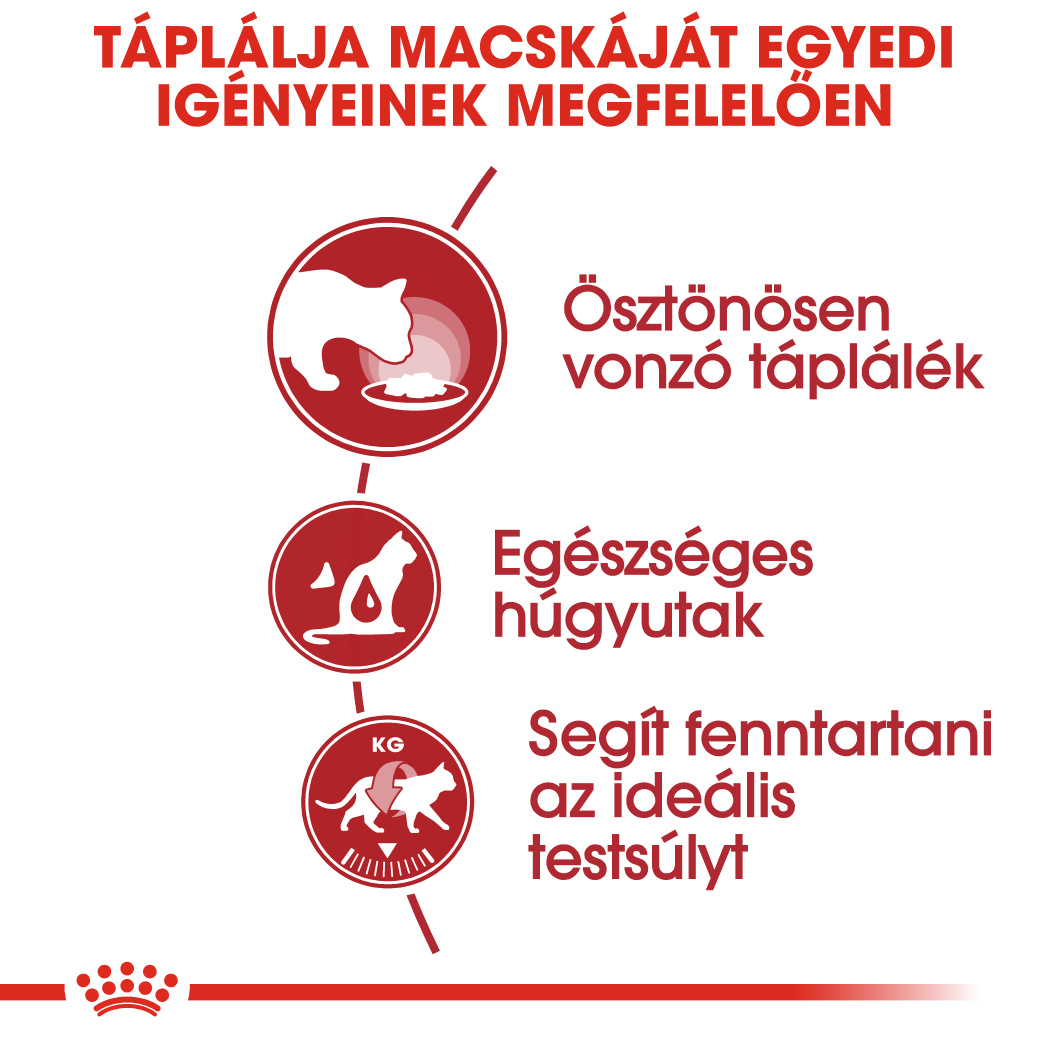 TÁPLÁLJA MACSKÁJÁT EGYEDI
IGÉNYEINEK MEGFELELŐEN
Ösztönösen
vonzó táplálék
Egészséges
húgyutak
KG
Segít fenntartani
az ideális
testsúlyt